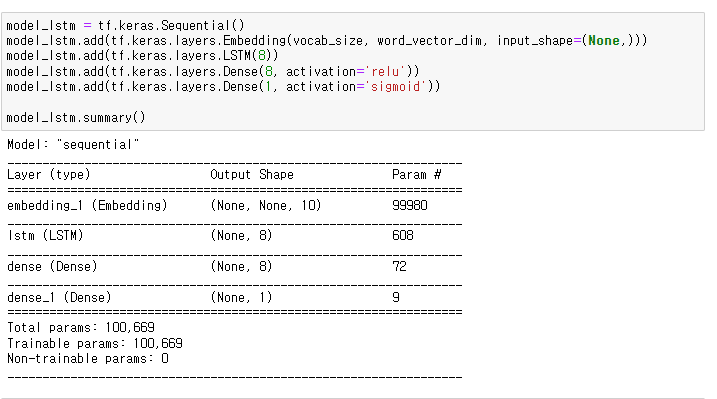 model_lstm = tf.keras.Sequential()
model_lstm.add(tf.keras.layers.Embedding(vocab_size, word_vector_dim, input_shape=(None,)))
model_lstm.add(tf.keras.layers.LSTM(8))
model_lstm.add(tf.keras.layers.Dense(8, activation='relu'))
model_lstm.add(tf.keras.layers.Dense(1, activation='sigmoid'))

model_lstm.summary()
Model: "sequential"
_________________________________________________________________
Layer (type)                 Output Shape              Param #
=================================================================
embedding_1 (Embedding)      (None, None, 10)          99980
_________________________________________________________________
lstm (LSTM)                  (None, 8)                 608
_________________________________________________________________
dense (Dense)                (None, 8)                 72
_________________________________________________________________
dense_1 (Dense)              (None, 1)                 9
=================================================================
Total params: 100,669
Trainable params: 100,669
Non-trainable params: 0
_________________________________________________________________